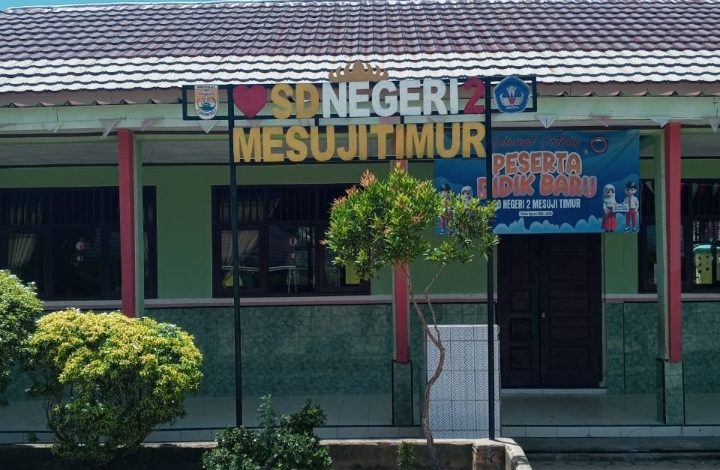 SD NEGERI 2
MESUJI TIMUR
Selamat Datang
PESERTA
DIDIK BARU
SD NEGERI 2 MESUJI TIMUR